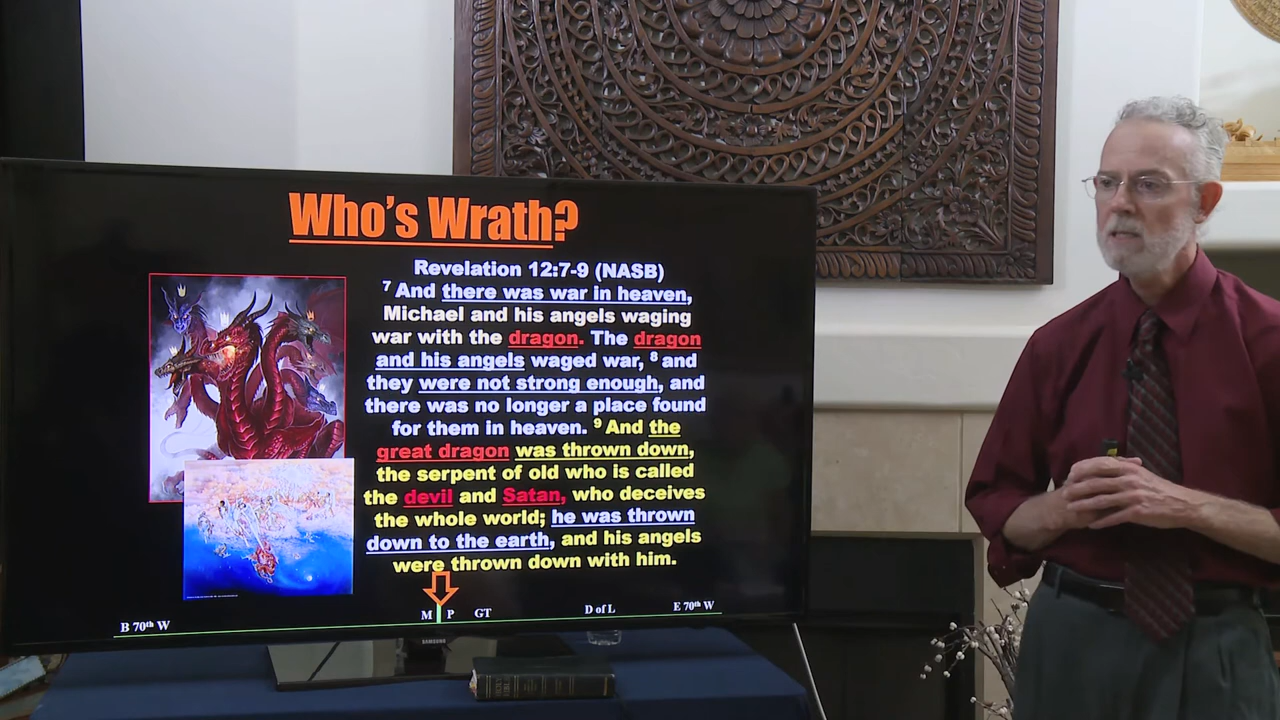 Who's Wrath?
Revelation 12:7-9 (NASB)
7 And there was war in heaven,
Michael and his angels waging
war with the dragon. The dragon
and his angels waged war, 8 and
they were not strong enough, and
there was no longer a place found
for them in heaven. 9 And the
great dragon was thrown down,
the serpent of old who is called
the devil and Satan, who deceives
the whole world; he was thrown
down to the earth, and his angels
were thrown down with him.
B 70th W M P GT D of L E 70th W
SAMSUNG
HOLY BIBLE